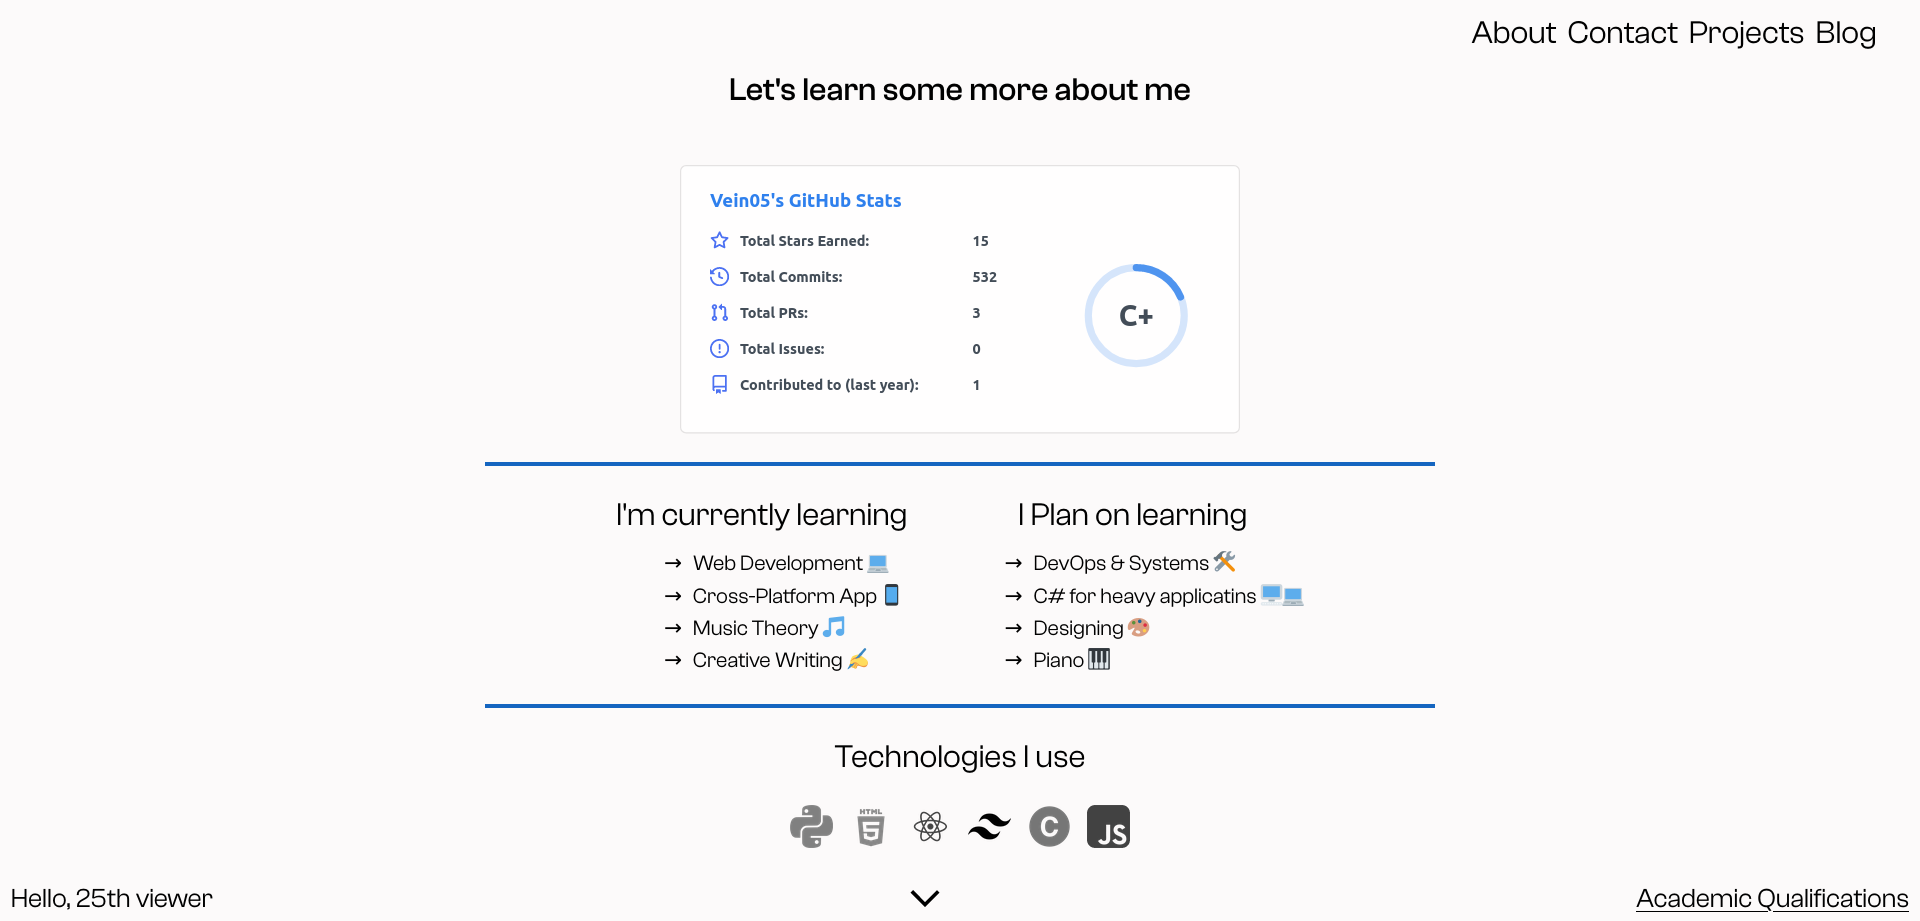 About Contact Projects Blog
Let's learn some more about me
Vein05's GitHub Stats
Total Stars Earned: 15
Total Commits: 532
Total PRs: 3
Total Issues: 0
Contributed to (last year): 1
C+
I'm currently learning
→ Web Development 💻
→ Cross-Platform App 📱
→ Music Theory 🎵
→ Creative Writing ✍
I Plan on learning
→ DevOps & Systems 🛠
→ C# for heavy applicatins 🖥💻
→ Designing 🎨
→ Piano 🎹
Technologies I use
HTML
5
C
JS
Hello, 25th viewer
Academic Qualifications